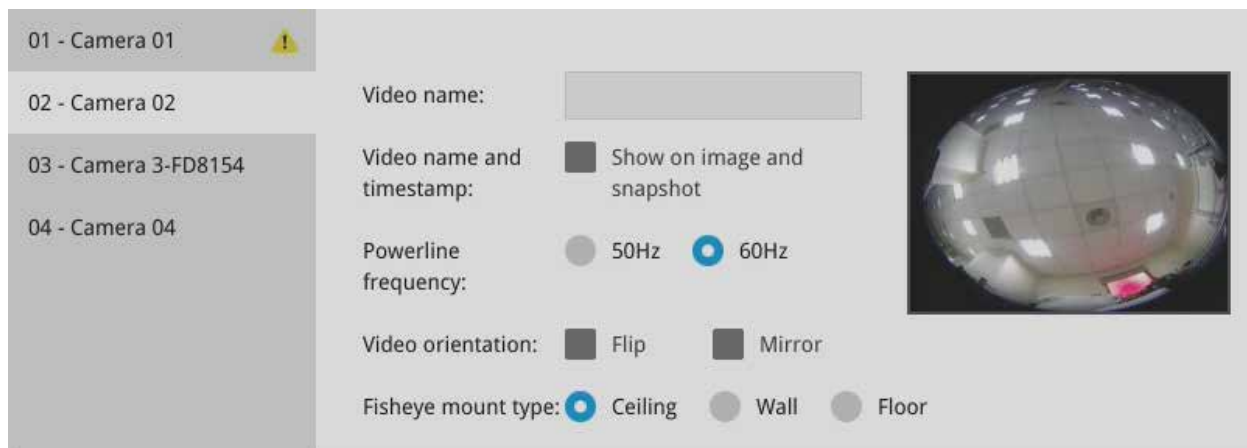 01 - Camera 01
02 - Camera 02
03 - Camera 3-FD8154
04 - Camera 04
Video name:
Video name and
timestamp:
Show on image and
snapshot
Powerline
frequency:
50Hz 60Hz
Video orientation: Flip Mirror
Fisheye mount type: Ceiling Wall Floor